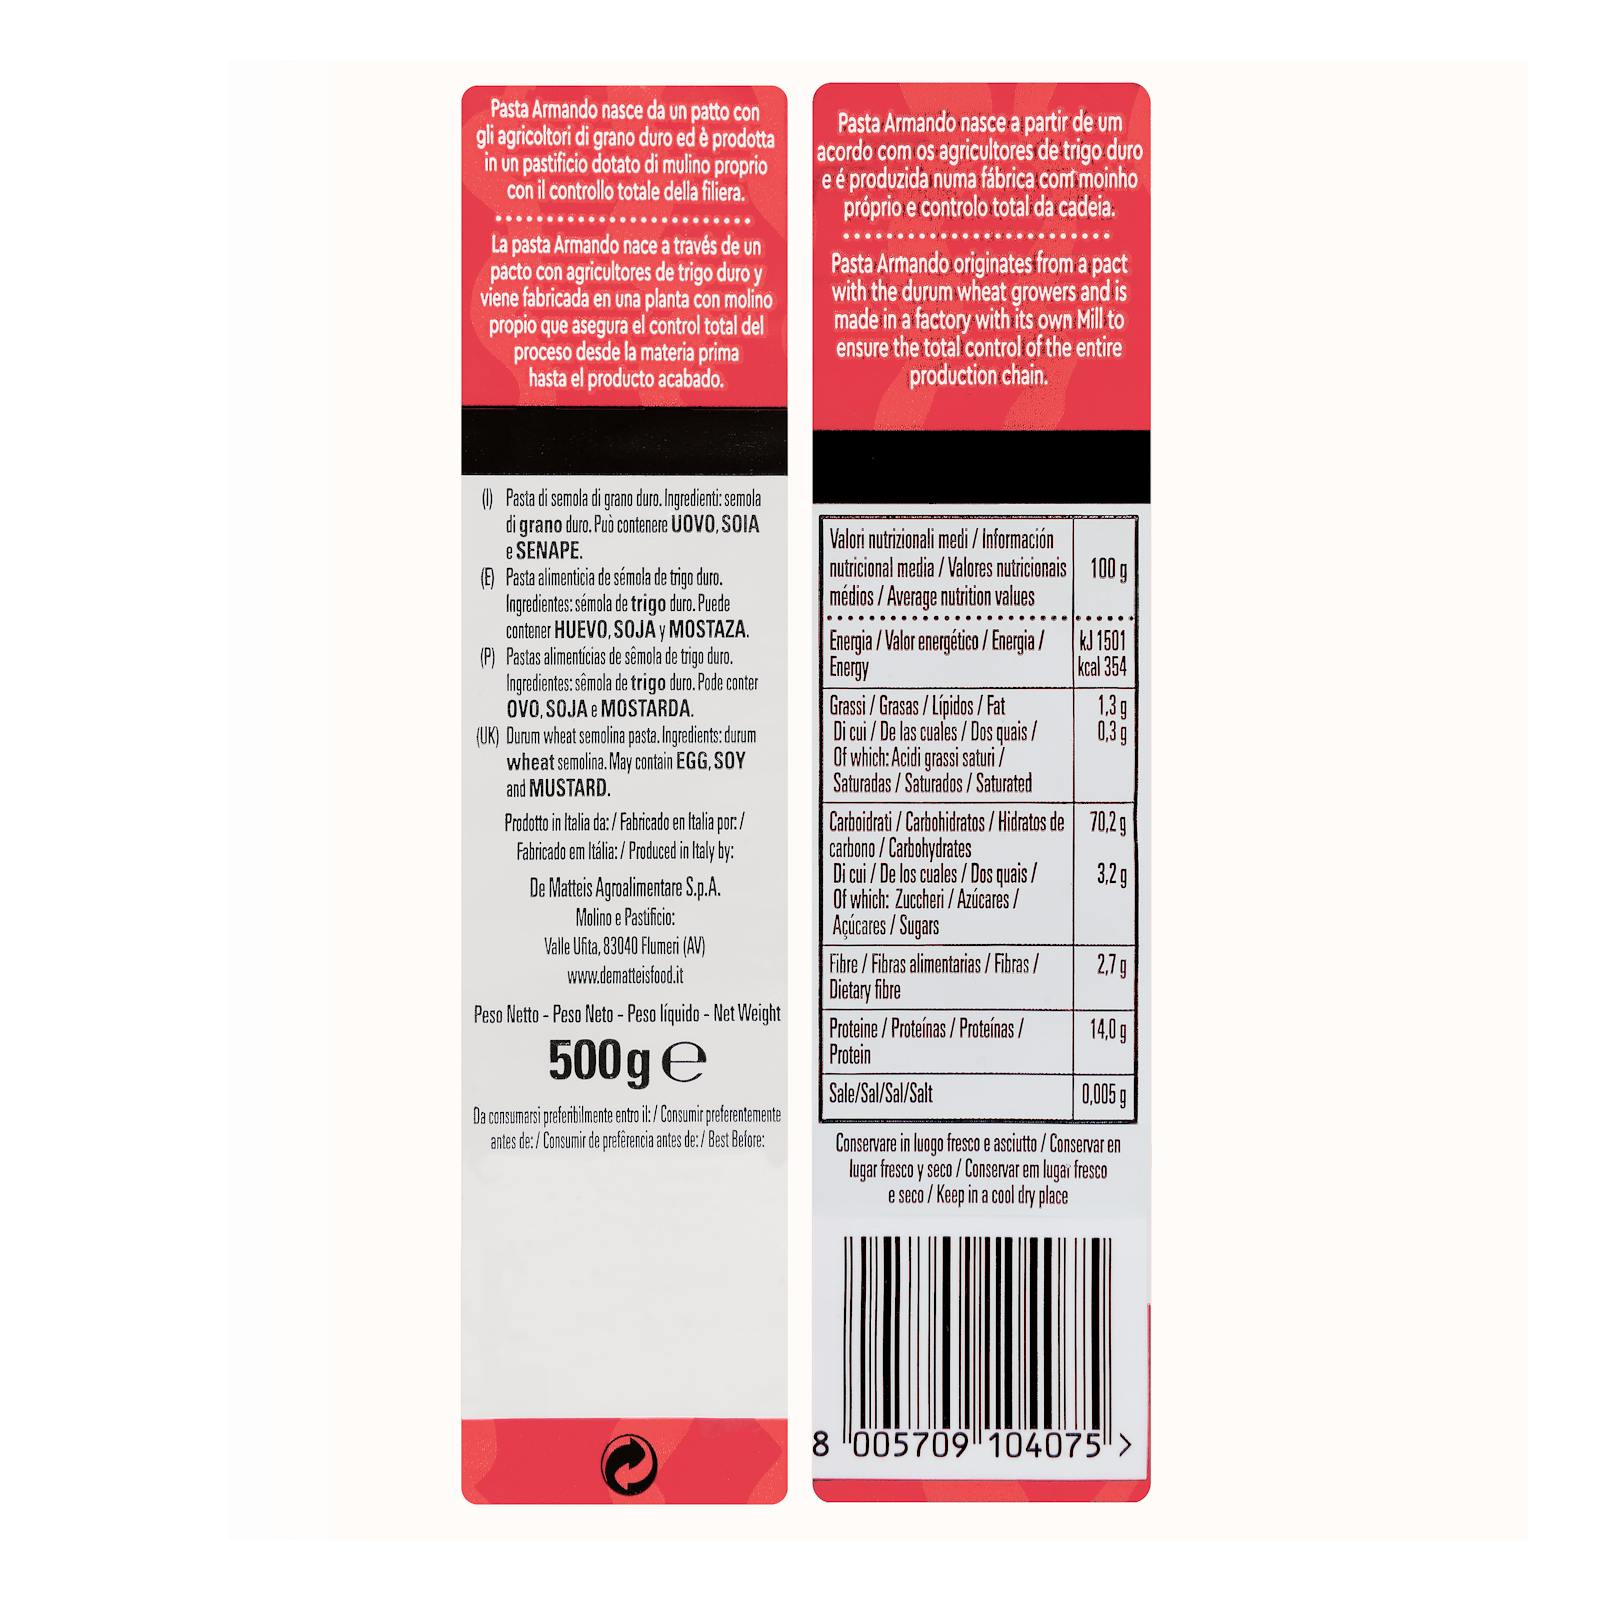 Pasta Armando nasce da un patto con
gli agricoltori di grano duro ed è prodotta
in un pastificio dotato di mulino proprio
con il controllo totale della filiera.
La pasta Armando nace a través de un
pacto con agricultores de trigo duro y
viene fabricada en una planta con molino
propio que asegura el control total del
proceso desde la materia prima
hasta el producto acabado.
(I) Pasta di semola di grano duro. Ingredienti: semola
di grano duro. Può contenere UOVO, SOIA
e SENAPE.
(E) Pasta alimenticia de sémola de trigo duro.
Ingredientes: sémola de trigo duro. Puede
contener HUEVO, SOJA y MOSTAZA.
(P) Pastas alimentícias de sêmola de trigo duro.
Ingredientes: sêmola de trigo duro. Pode conter
OVO, SOJA e MOSTARDA.
(UK) Durum wheat semolina pasta. Ingredients: durum
wheat semolina. May contain EGG, SOY
and MUSTARD.
Prodotto in Italia da: / Fabricado en Italia por: /
Fabricado em Itália: / Produced in Italy by:
De Matteis Agroalimentare S.p.A.
Molino e Pastificio:
Valle Ufita, 83040 Flumeri (AV)
www.dematteisfood.it
Peso Netto - Peso Neto - Peso líquido - Net Weight
500 g ℮
Da consumarsi preferibilmente entro il: / Consumir preferentemente
antes de: / Consumir de preferência antes de: / Best Before:
Pasta Armando nasce a partir de um
acordo com os agricultores de trigo duro
e é produzida numa fábrica com moinho
próprio e controlo total da cadeia.
Pasta Armando originates from a pact
with the durum wheat growers and is
made in a factory with its own Mill to
ensure the total control of the entire
production chain.
Valori nutrizionali medi / Información
nutricional media / Valores nutricionais 100 g
médios / Average nutrition values
Energia / Valor energético / Energia / kJ 1501
Energy kcal 354
Grassi / Grasas / Lípidos / Fat 1,3 g
Di cui / De las cuales / Dos quais / 0,3 g
Of which: Acidi grassi saturi /
Saturadas / Saturados / Saturated
Carboidrati / Carbohidratos / Hidratos de 70,2 g
carbono / Carbohydrates
Di cui / De los cuales / Dos quais / 3,2 g
Of which: Zuccheri / Azúcares /
Açúcares / Sugars
Fibre / Fibras alimentarias / Fibras / 2,7 g
Dietary fibre
Proteine / Proteínas / Proteínas / 14,0 g
Protein
Sale/Sal/Sal/Salt 0,005 g
Conservare in luogo fresco e asciutto / Conservar en
lugar fresco y seco / Conservar em lugar fresco
e seco / Keep in a cool dry place
8 005709 104075 >